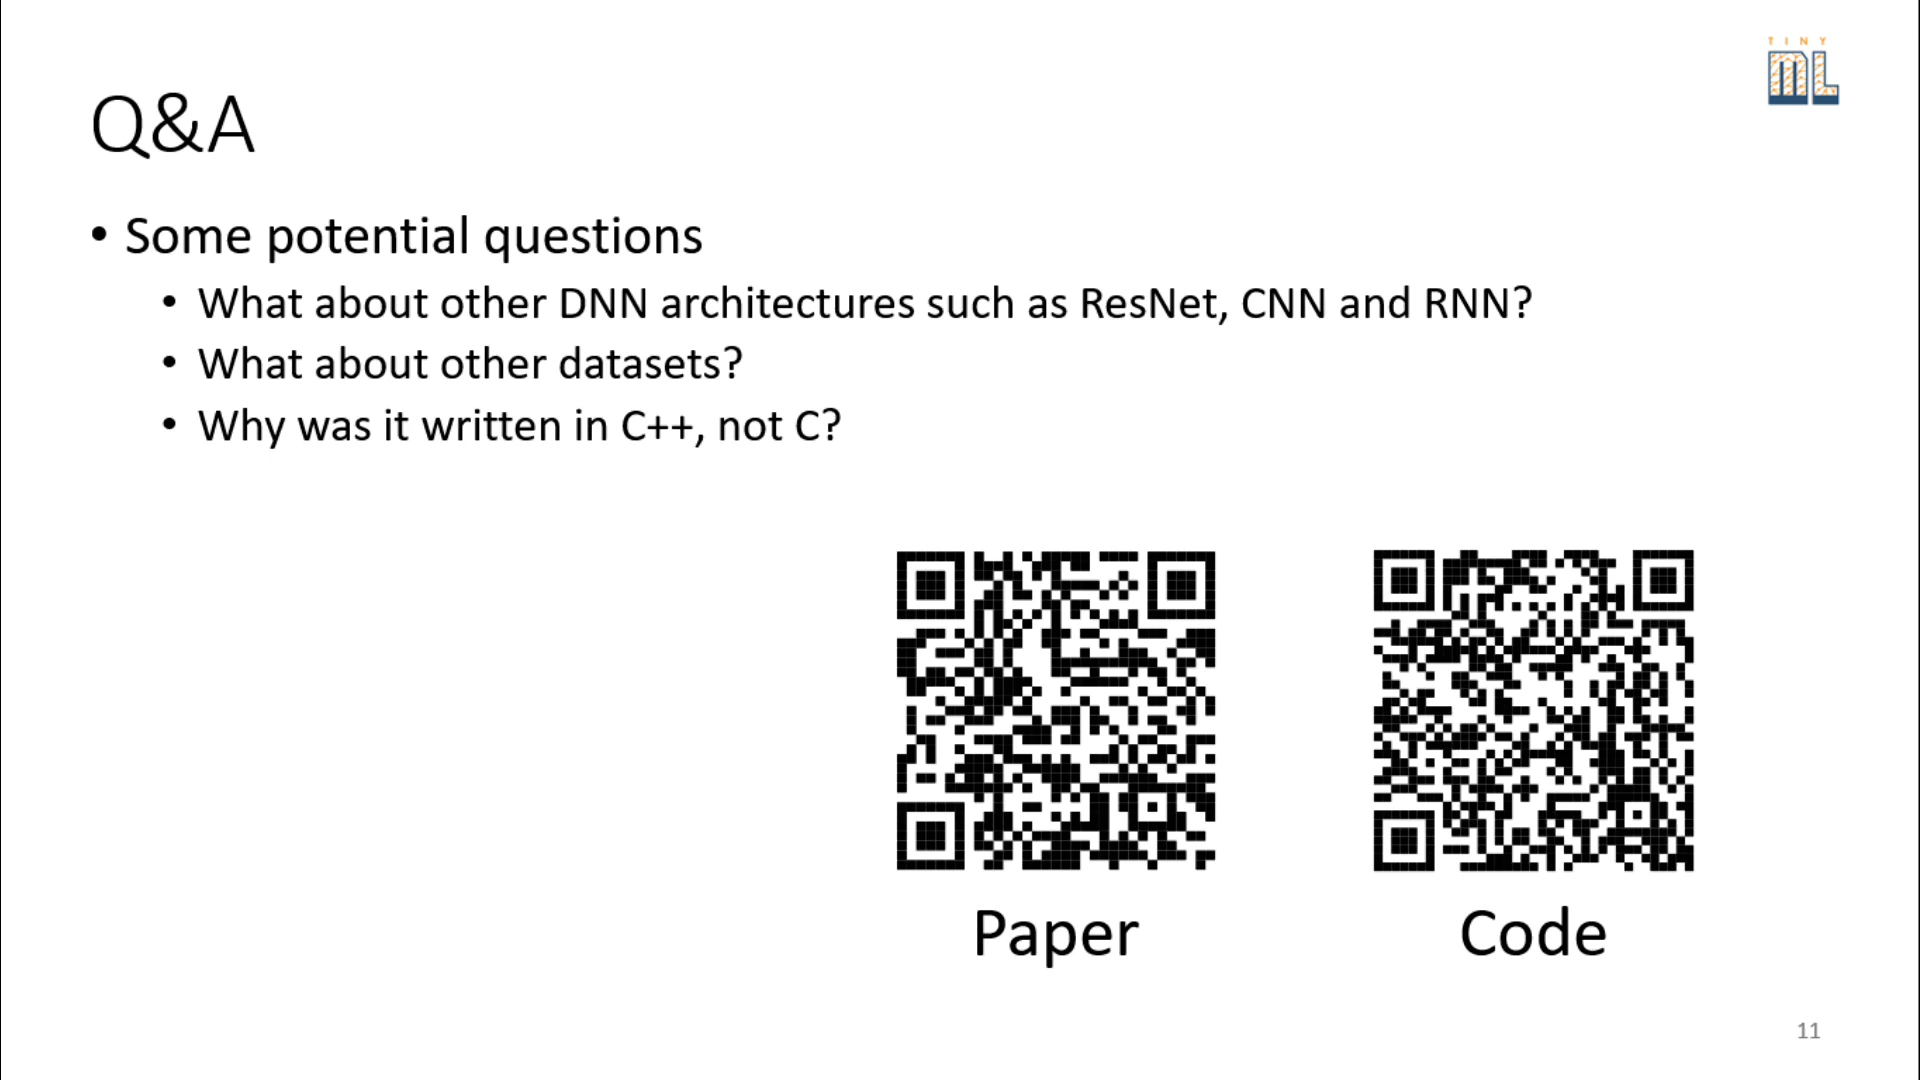 TINY
ML
Q&A
• Some potential questions
• What about other DNN architectures such as ResNet, CNN and RNN?
• What about other datasets?
• Why was it written in C++, not C?
Paper
Code
11